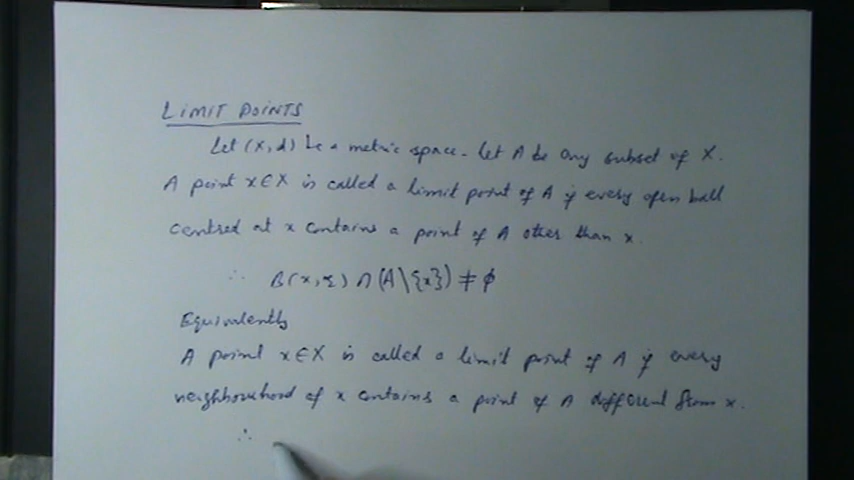 LIMIT POINTS
Let (X, d) be a metric space. Let A be any subset of X.
A point x∈X is called a limit point of A if every open ball
centred at x contains a point of A other than x.
∴ B(x, ε) ∩ (A \ {x}) ≠ ϕ
Equivalently
A point x∈X is called a limit point of A if every
neighbourhood of x contains a point of A different from x.
∴